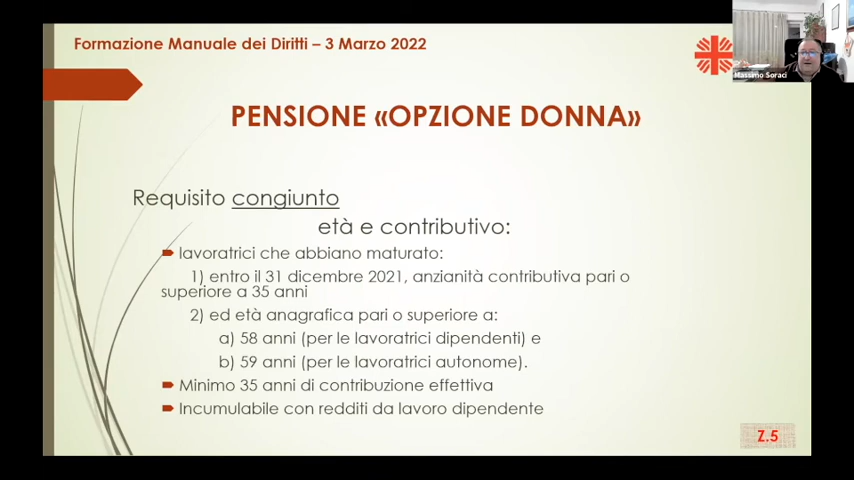 Formazione Manuale dei Diritti – 3 Marzo 2022
Massimo Soraci
PENSIONE «OPZIONE DONNA»
Requisito congiunto
età e contributivo:
lavoratrici che abbiano maturato:
1) entro il 31 dicembre 2021, anzianità contributiva pari o
superiore a 35 anni
2) ed età anagrafica pari o superiore a:
a) 58 anni (per le lavoratrici dipendenti) e
b) 59 anni (per le lavoratrici autonome).
Minimo 35 anni di contribuzione effettiva
Incumulabile con redditi da lavoro dipendente
Z.5